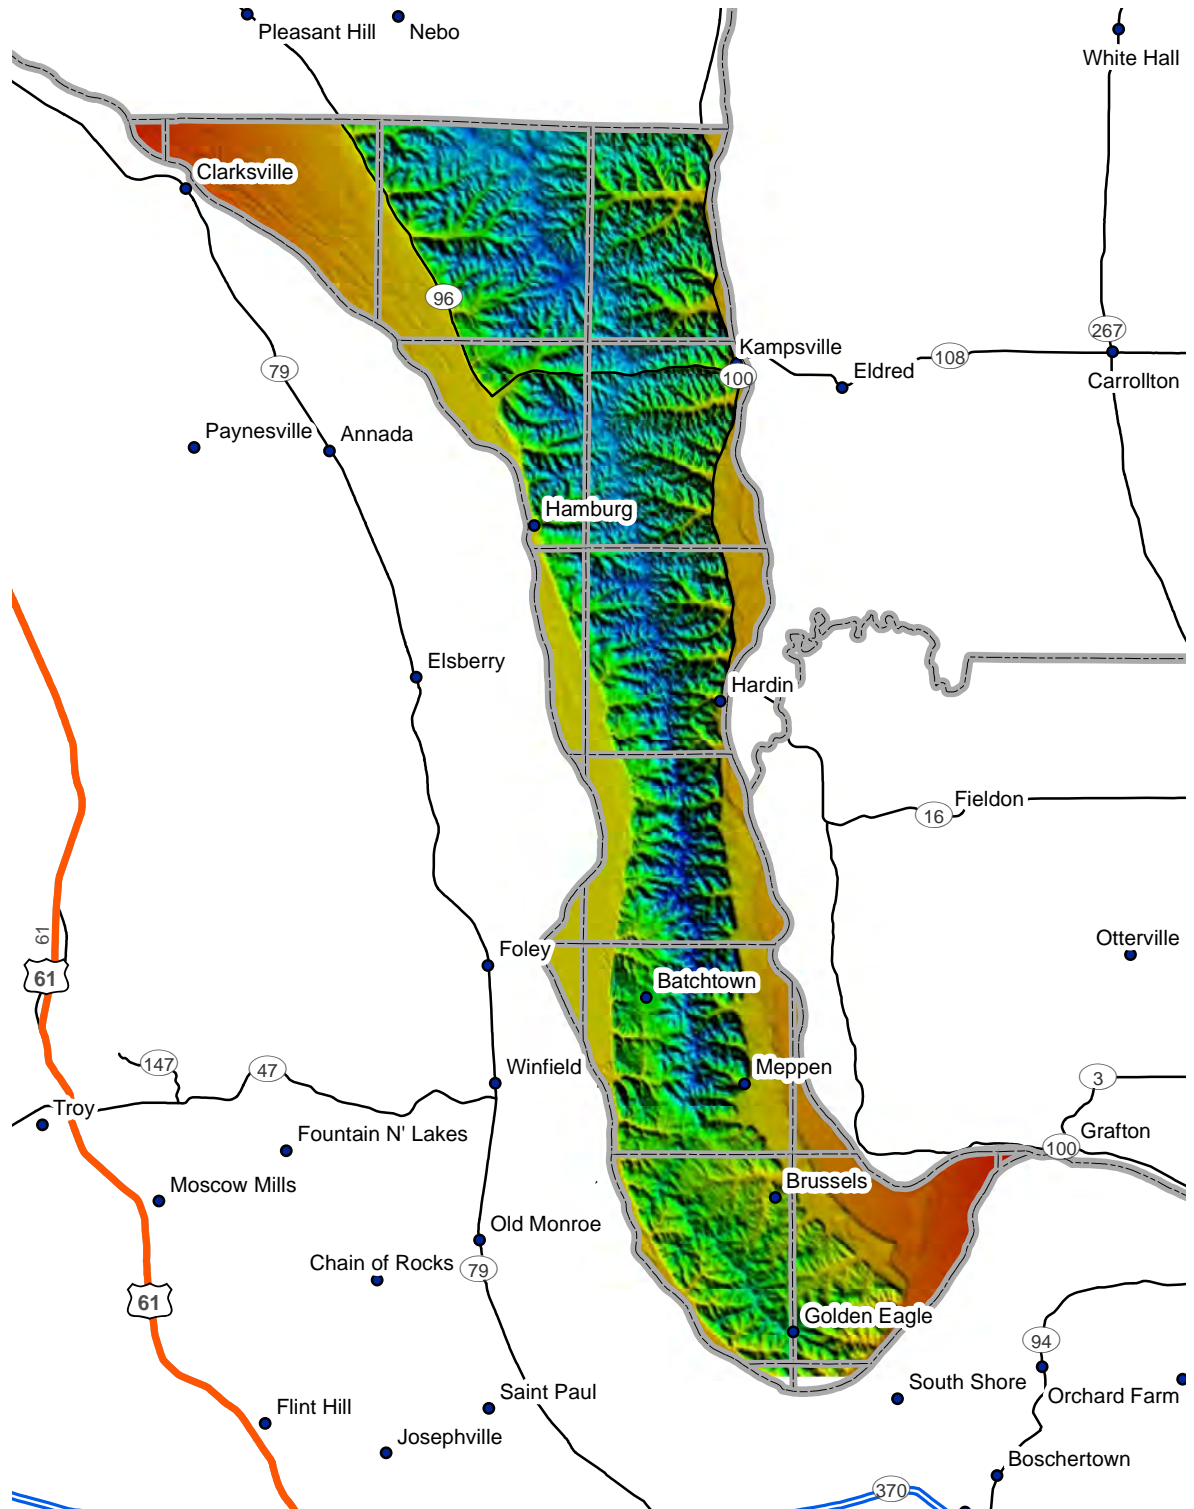 Pleasant Hill
Nebo
White Hall
Clarksville
96
267
Kampsville
108
Eldred
100
Carrollton
79
Paynesville
Annada
Hamburg
Elsberry
Hardin
Fieldon
16
61
61
Foley
Otterville
Batchtown
147
47
Winfield
Meppen
3
Troy
Fountain N' Lakes
Grafton
100
Moscow Mills
Brussels
Old Monroe
Chain of Rocks
79
61
Golden Eagle
94
South Shore
Orchard Farm
Saint Paul
Flint Hill
Josephville
Boschertown
370